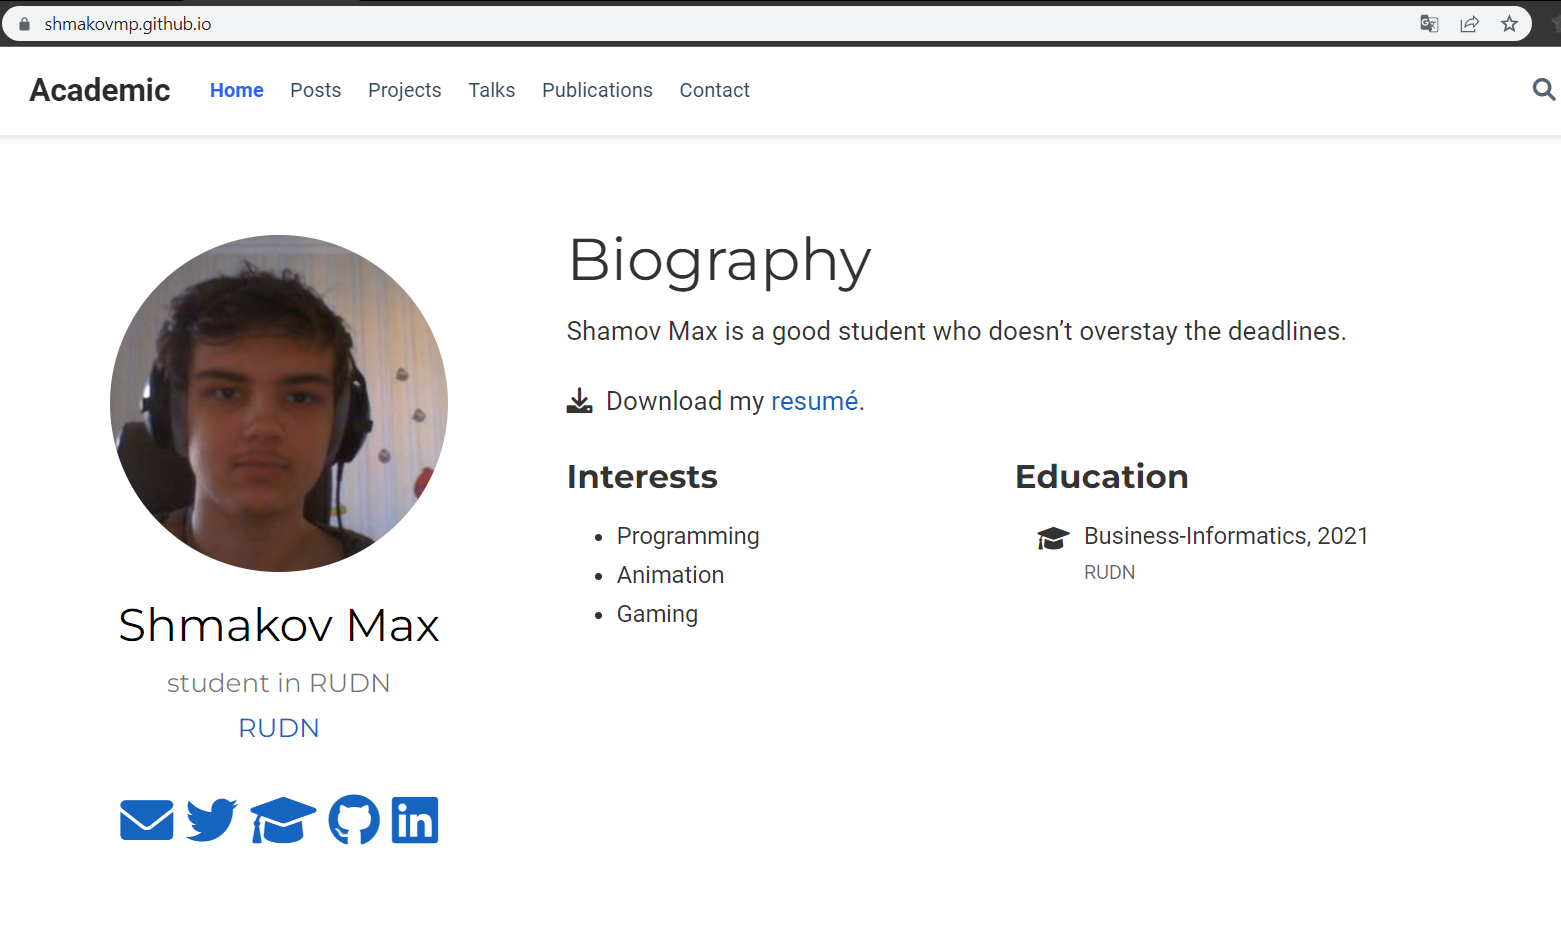 shmakovmp.github.io
Academic Home Posts Projects Talks Publications Contact
Biography
Shamov Max is a good student who doesn’t overstay the deadlines.
Download my resumé.
Interests
Programming
Animation
Gaming
Education
Business-Informatics, 2021
RUDN
Shmakov Max
student in RUDN
RUDN
in